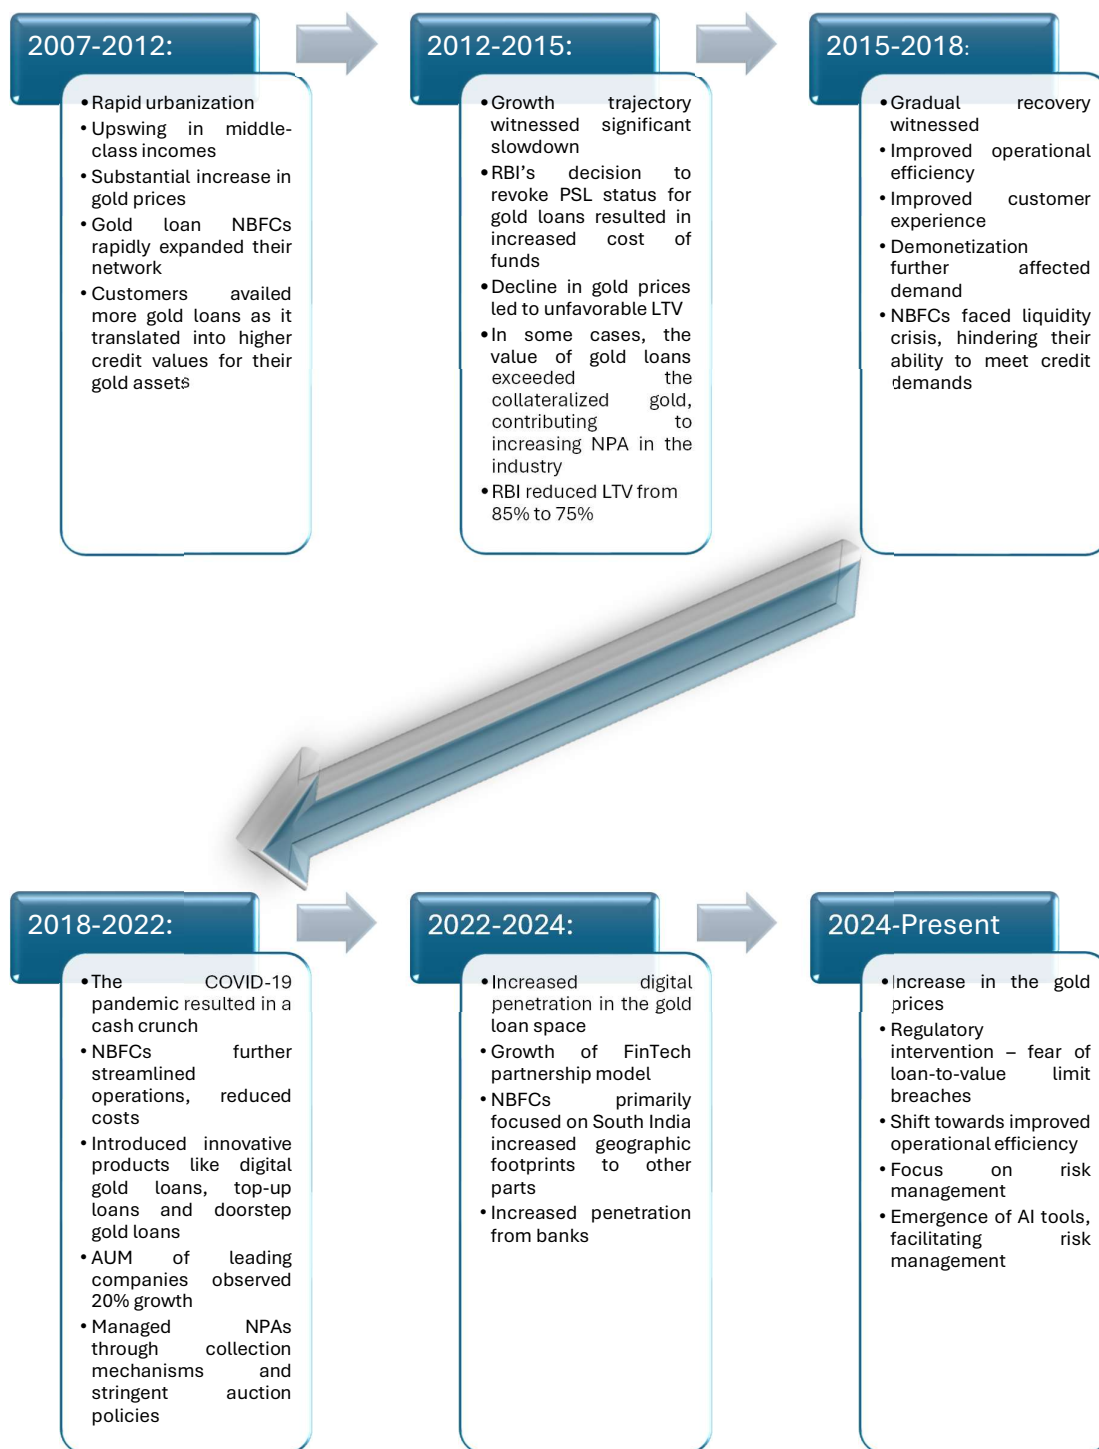 2007-2012:
• Rapid urbanization
• Upswing in middle-
class incomes
• Substantial increase in
gold prices
• Gold loan NBFCs
rapidly expanded their
network
• Customers availed
more gold loans as it
translated into higher
credit values for their
gold assets
2012-2015:
• Growth trajectory
witnessed significant
slowdown
• RBI’s decision to
revoke PSL status for
gold loans resulted in
increased cost of
funds
• Decline in gold prices
led to unfavorable LTV
• In some cases, the
value of gold loans
exceeded the
collateralized gold,
contributing to
increasing NPA in the
industry
• RBI reduced LTV from
85% to 75%
2015-2018:
• Gradual recovery
witnessed
• Improved operational
efficiency
• Improved customer
experience
• Demonetization
further affected
demand
• NBFCs faced liquidity
crisis, hindering their
ability to meet credit
demands
2018-2022:
• The COVID-19
pandemic resulted in a
cash crunch
• NBFCs further
streamlined
operations, reduced
costs
• Introduced innovative
products like digital
gold loans, top-up
loans and doorstep
gold loans
• AUM of leading
companies observed
20% growth
• Managed NPAs
through collection
mechanisms and
stringent auction
policies
2022-2024:
• Increased digital
penetration in the gold
loan space
• Growth of FinTech
partnership model
• NBFCs primarily
focused on South India
increased geographic
footprints to other
parts
• Increased penetration
from banks
2024-Present
• Increase in the gold
prices
• Regulatory
intervention – fear of
loan-to-value limit
breaches
• Shift towards improved
operational efficiency
• Focus on risk
management
• Emergence of AI tools,
facilitating risk
management